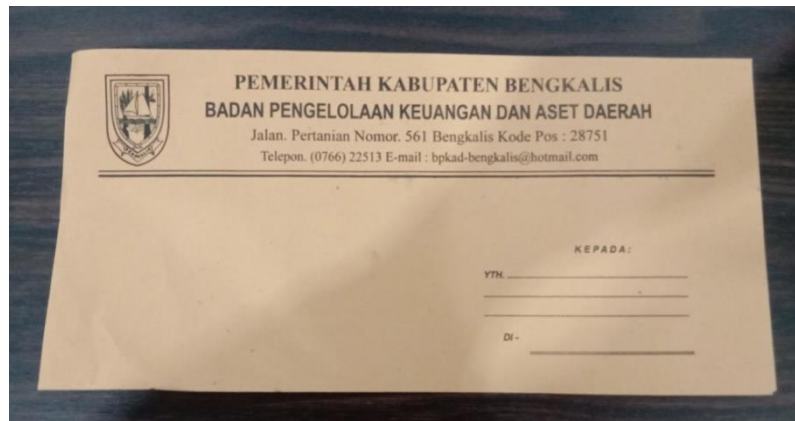 PEMERINTAH KABUPATEN BENGKALIS
BADAN PENGELOLAAN KEUANGAN DAN ASET DAERAH
Jalan. Pertanian Nomor. 561 Bengkalis Kode Pos : 28751
Telepon. (0766) 22513 E-mail : bpkad-bengkalis@hotmail.com
KEPADA:
YTH.
DI -